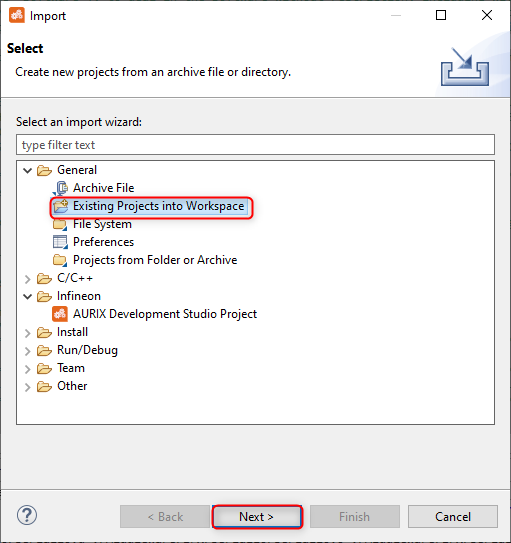 Import
Select
Create new projects from an archive file or directory.
Select an import wizard:
type filter text
General
Archive File
Existing Projects into Workspace
File System
Preferences
Projects from Folder or Archive
C/C++
Infineon
AURIX Development Studio Project
Install
Run/Debug
Team
Other
? < Back Next > Finish Cancel